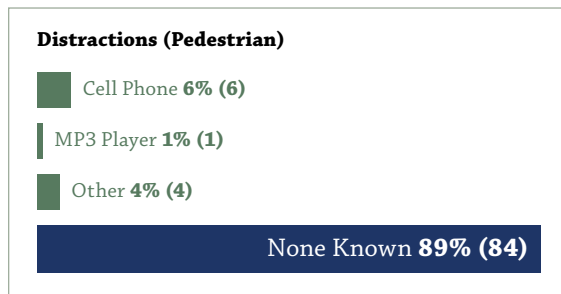 Distractions (Pedestrian)
Cell Phone 6% (6)
MP3 Player 1% (1)
Other 4% (4)
None Known 89% (84)